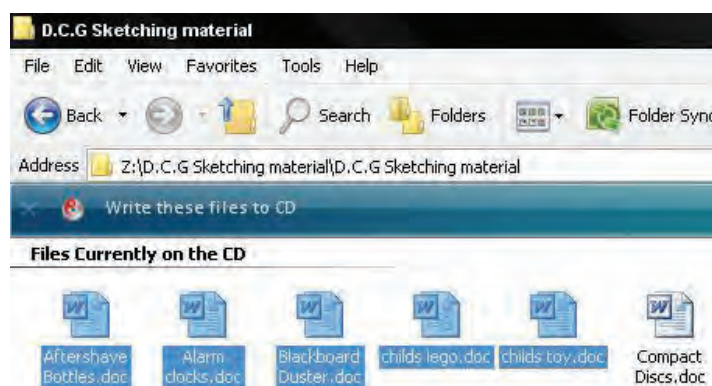 D.C.G Sketching material
File Edit View Favorites Tools Help
Back Search Folders Folder Sync
Address Z:\D.C.G Sketching material\D.C.G Sketching material
Write these files to CD
Files Currently on the CD
Aftershave Alarm Blackboard childs lego.doc childs toy.doc Compact
Bottles.doc clocks.doc Duster.doc Discs.doc